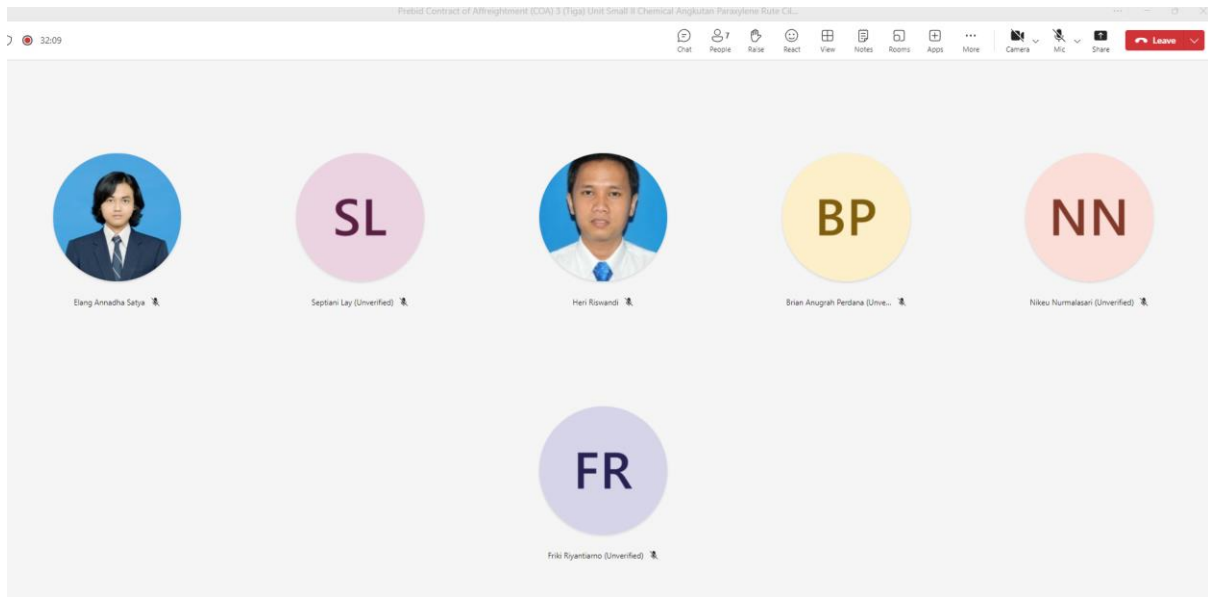 Prebid Contract of Affreightment (COA) 3 (Tiga) Unit Small II Chemical Angkutan Paraxylene Rute Cil...
32:09
7
Chat People Raise React View Notes Rooms Apps More Camera Mic Share Leave
SL
BP
NN
Elang Annadha Satya
Septiani Lay (Unverified)
Heri Riswandi
Brian Anugrah Perdana (Unve...
Nikeu Nurmalasari (Unverified)
FR
Friki Riyantiarno (Unverified)